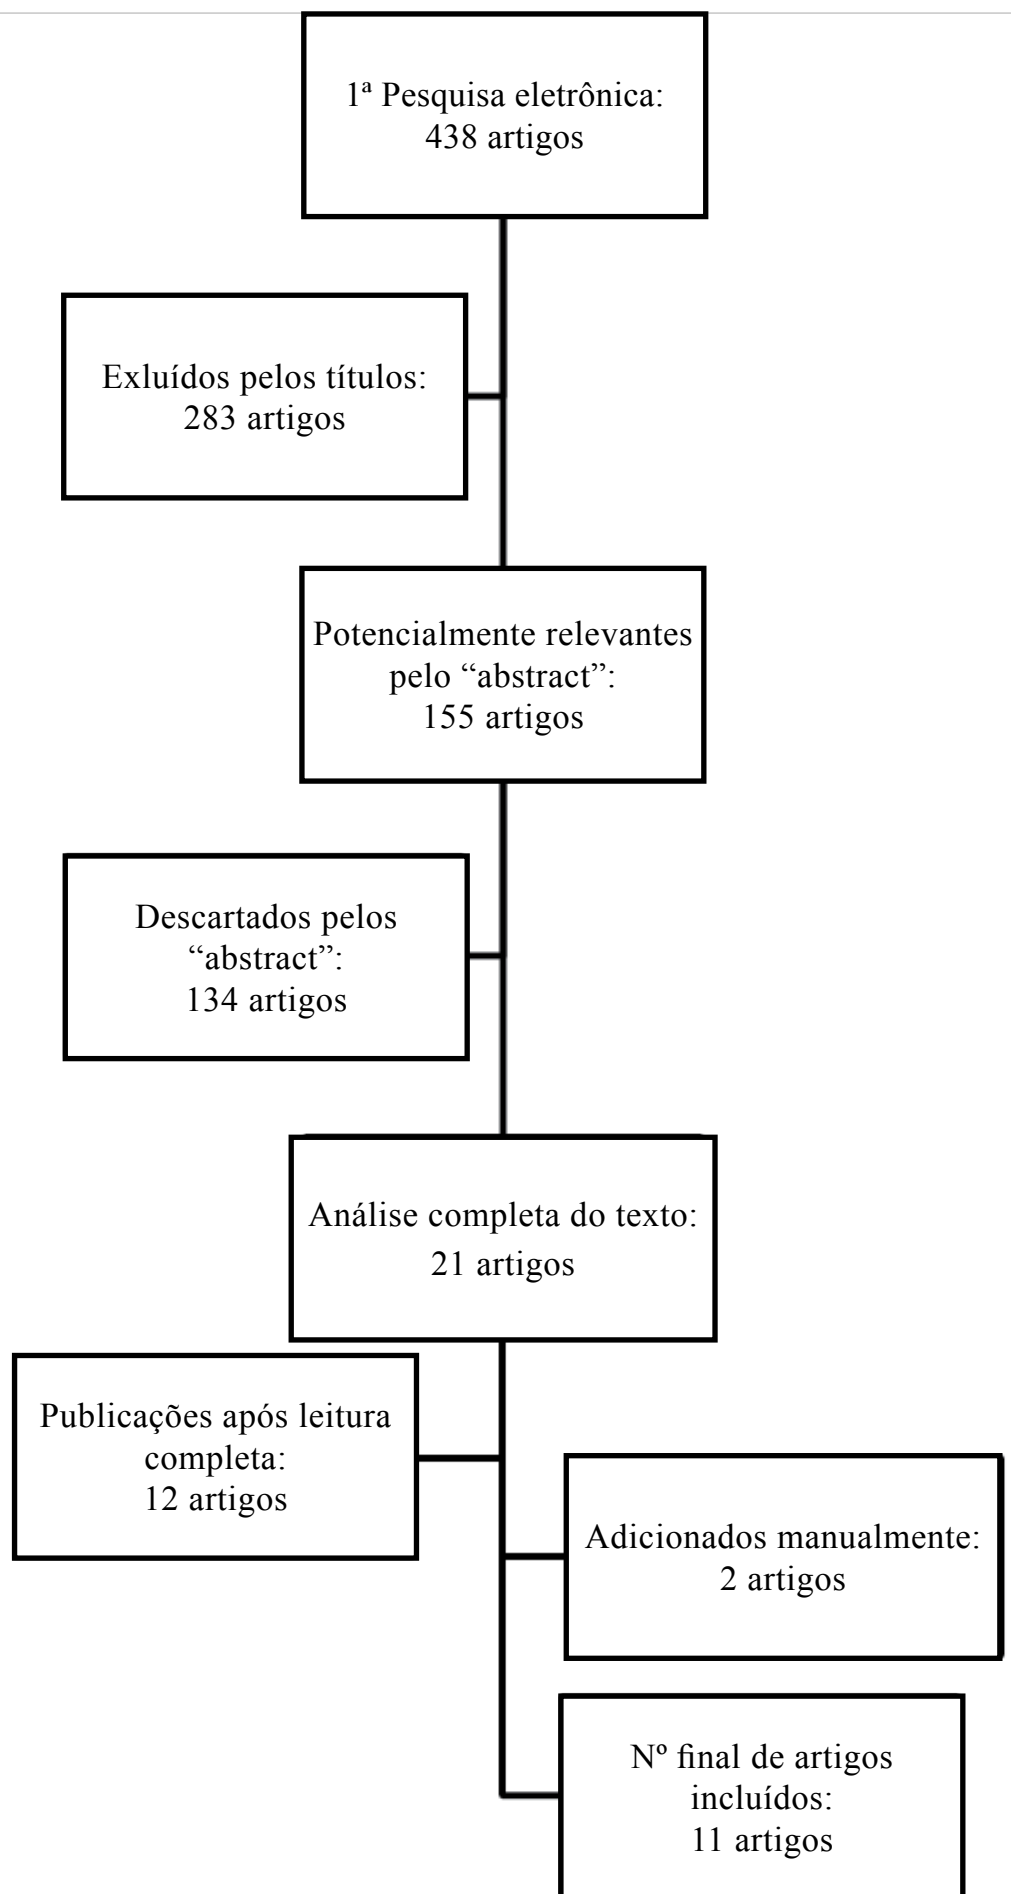 1ª Pesquisa eletrônica:
438 artigos
Exluídos pelos títulos:
283 artigos
Potencialmente relevantes
pelo “abstract”:
155 artigos
Descartados pelos
“abstract”:
134 artigos
Análise completa do texto:
21 artigos
Publicações após leitura
completa:
12 artigos
Adicionados manualmente:
2 artigos
Nº final de artigos
incluídos:
11 artigos